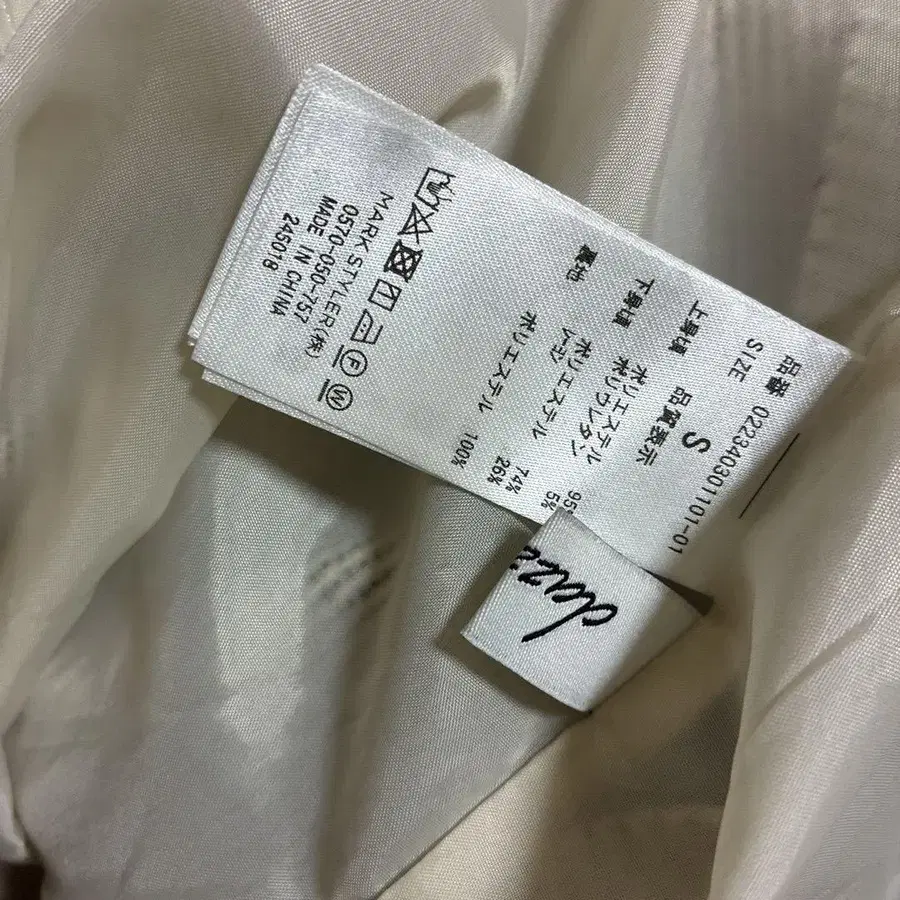 品番 022340301101-01
SIZE S
品質表示
上身頃 ポリエステル 95
ポリウレタン 5%
下身頃 ポリエステル 74%
レーヨン 26%
裏地 ポリエステル 100%
MARK STYLER(株)
0570-050-757
MADE IN CHINA
245018
F
W
dazz